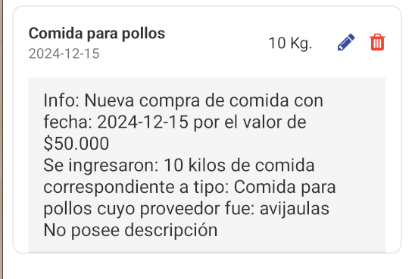 Comida para pollos
2024-12-15
10 Kg.
Info: Nueva compra de comida con
fecha: 2024-12-15 por el valor de
$50.000
Se ingresaron: 10 kilos de comida
correspondiente a tipo: Comida para
pollos cuyo proveedor fue: avijaulas
No posee descripción